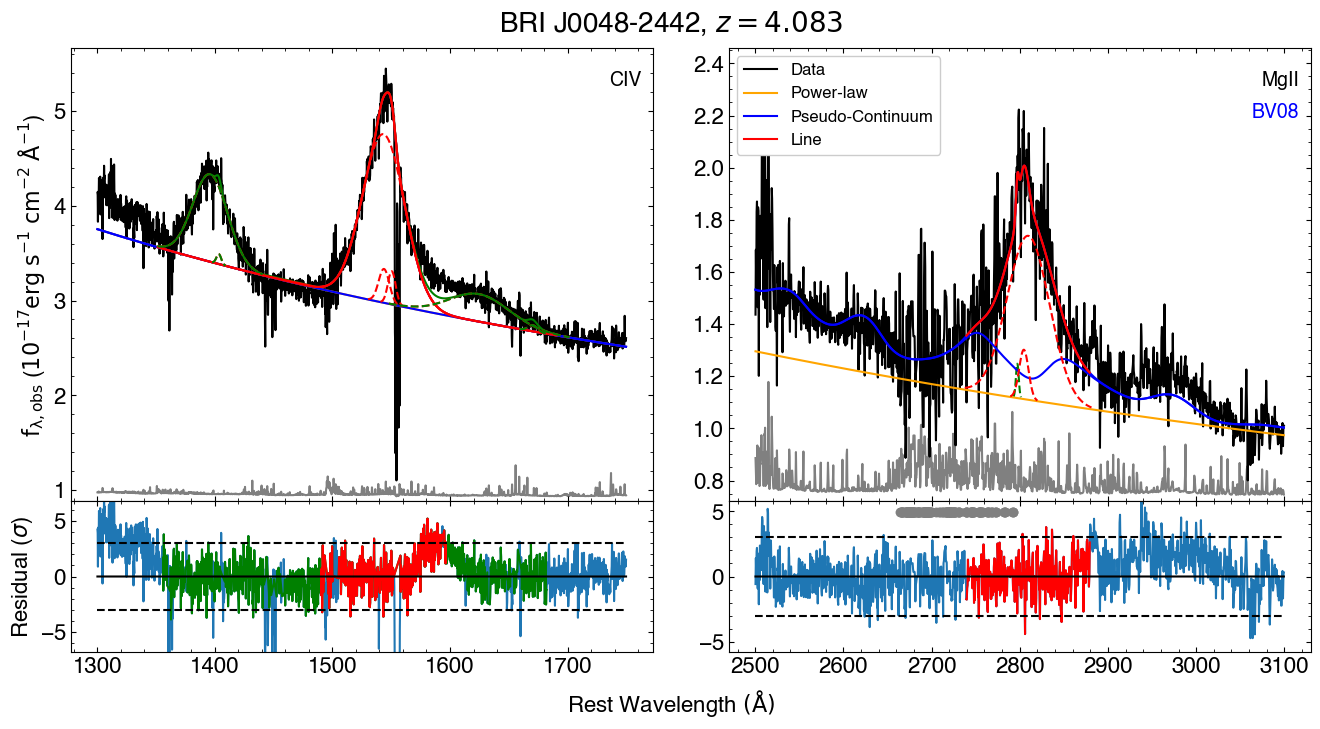 BRI J0048-2442, z = 4.083
f_λ,obs (10⁻¹⁷erg s⁻¹ cm⁻² Å⁻¹)
CIV
5
4
3
2
1
Residual (σ)
5
0
−5
1300 1400 1500 1600 1700
Data
Power-law
Pseudo-Continuum
Line
MgII
BV08
2.4
2.2
2.0
1.8
1.6
1.4
1.2
1.0
0.8
5
0
−5
2500 2600 2700 2800 2900 3000 3100
Rest Wavelength (Å)